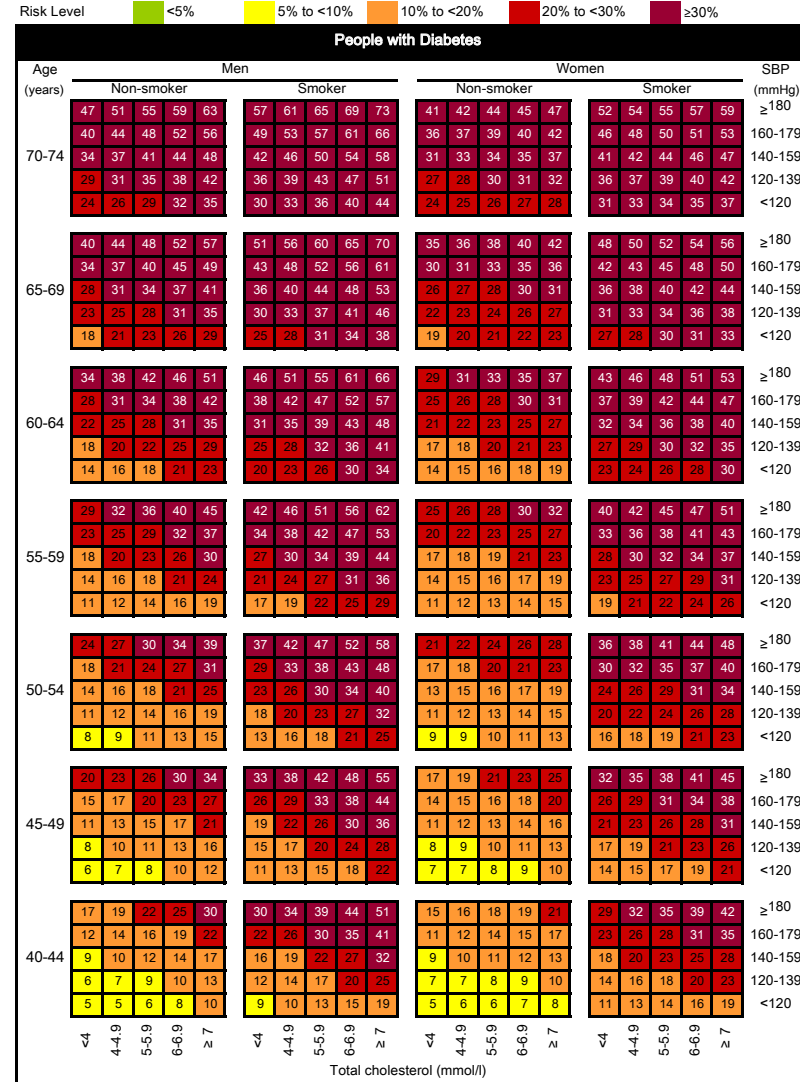 Risk Level <5% 5% to <10% 10% to <20% 20% to <30% ≥30%
People with Diabetes
Age Men Women SBP
(years) Non-smoker Smoker Non-smoker Smoker (mmHg)
47 51 55 59 63 57 61 65 69 73 41 42 44 45 47 52 54 55 57 59 ≥180
40 44 48 52 56 49 53 57 61 66 36 37 39 40 42 46 48 50 51 53 160-179
70-74 34 37 41 44 48 42 46 50 54 58 31 33 34 35 37 41 42 44 46 47 140-159
29 31 35 38 42 36 39 43 47 51 27 28 30 31 32 36 37 39 40 42 120-139
24 26 29 32 35 30 33 36 40 44 24 25 26 27 28 31 33 34 35 37 <120
40 44 48 52 57 51 56 60 65 70 35 36 38 40 42 48 50 52 54 56 ≥180
34 37 40 45 49 43 48 52 56 61 30 31 33 35 36 42 43 45 48 50 160-179
65-69 28 31 34 37 41 36 40 44 48 53 26 27 28 30 31 36 38 40 42 44 140-159
23 25 28 31 35 30 33 37 41 46 22 23 24 26 27 31 33 34 36 38 120-139
18 21 23 26 29 25 28 31 34 38 19 20 21 22 23 27 28 30 31 33 <120
34 38 42 46 51 46 51 55 61 66 29 31 33 35 37 43 46 48 51 53 ≥180
28 31 34 38 42 38 42 47 52 57 25 26 28 30 31 37 39 42 44 47 160-179
60-64 22 25 28 31 35 31 35 39 43 48 21 22 23 25 27 32 34 36 38 40 140-159
18 20 22 25 29 25 28 32 36 41 17 18 20 21 23 27 29 30 32 35 120-139
14 16 18 21 23 20 23 26 30 34 14 15 16 18 19 23 24 26 28 30 <120
29 32 36 40 45 42 46 51 56 62 25 26 28 30 32 40 42 45 47 51 ≥180
23 25 29 32 37 34 38 42 47 53 20 22 23 25 27 33 36 38 41 43 160-179
55-59 18 20 23 26 30 27 30 34 39 44 17 18 19 21 23 28 30 32 34 37 140-159
14 16 18 21 24 21 24 27 31 36 14 15 16 17 19 23 25 27 29 31 120-139
11 12 14 16 19 17 19 22 25 29 11 12 13 14 15 19 21 22 24 26 <120
24 27 30 34 39 37 42 47 52 58 21 22 24 26 28 36 38 41 44 48 ≥180
18 21 24 27 31 29 33 38 43 48 17 18 20 21 23 30 32 35 37 40 160-179
50-54 14 16 18 21 25 23 26 30 34 40 13 15 16 17 19 24 26 29 31 34 140-159
11 12 14 16 19 18 20 23 27 32 11 12 13 14 15 20 22 24 26 28 120-139
8 9 11 13 15 13 16 18 21 25 9 9 10 11 13 16 18 19 21 23 <120
20 23 26 30 34 33 38 42 48 55 17 19 21 23 25 32 35 38 41 45 ≥180
15 17 20 23 27 26 29 33 38 44 14 15 16 18 20 26 29 31 34 38 160-179
45-49 11 13 15 17 21 19 22 26 30 36 11 12 13 14 16 21 23 26 28 31 140-159
8 10 11 13 16 15 17 20 24 28 8 9 10 11 13 17 19 21 23 26 120-139
6 7 8 10 12 11 13 15 18 22 7 7 8 9 10 14 15 17 19 21 <120
17 19 22 25 30 30 34 39 44 51 15 16 18 19 21 29 32 35 39 42 ≥180
12 14 16 19 22 22 26 30 35 41 11 12 14 15 17 23 26 28 31 35 160-179
40-44 9 10 12 14 17 16 19 22 27 32 9 10 11 12 13 18 20 23 25 28 140-159
6 7 9 10 13 12 14 17 20 25 7 7 8 9 10 14 16 18 20 23 120-139
5 5 6 8 10 9 10 13 15 19 5 6 6 7 8 11 13 14 16 19 <120
<4 4-4.9 5-5.9 6-6.9 ≥ 7 <4 4-4.9 5-5.9 6-6.9 ≥ 7 <4 4-4.9 5-5.9 6-6.9 ≥ 7 <4 4-4.9 5-5.9 6-6.9 ≥ 7
Total cholesterol (mmol/l)